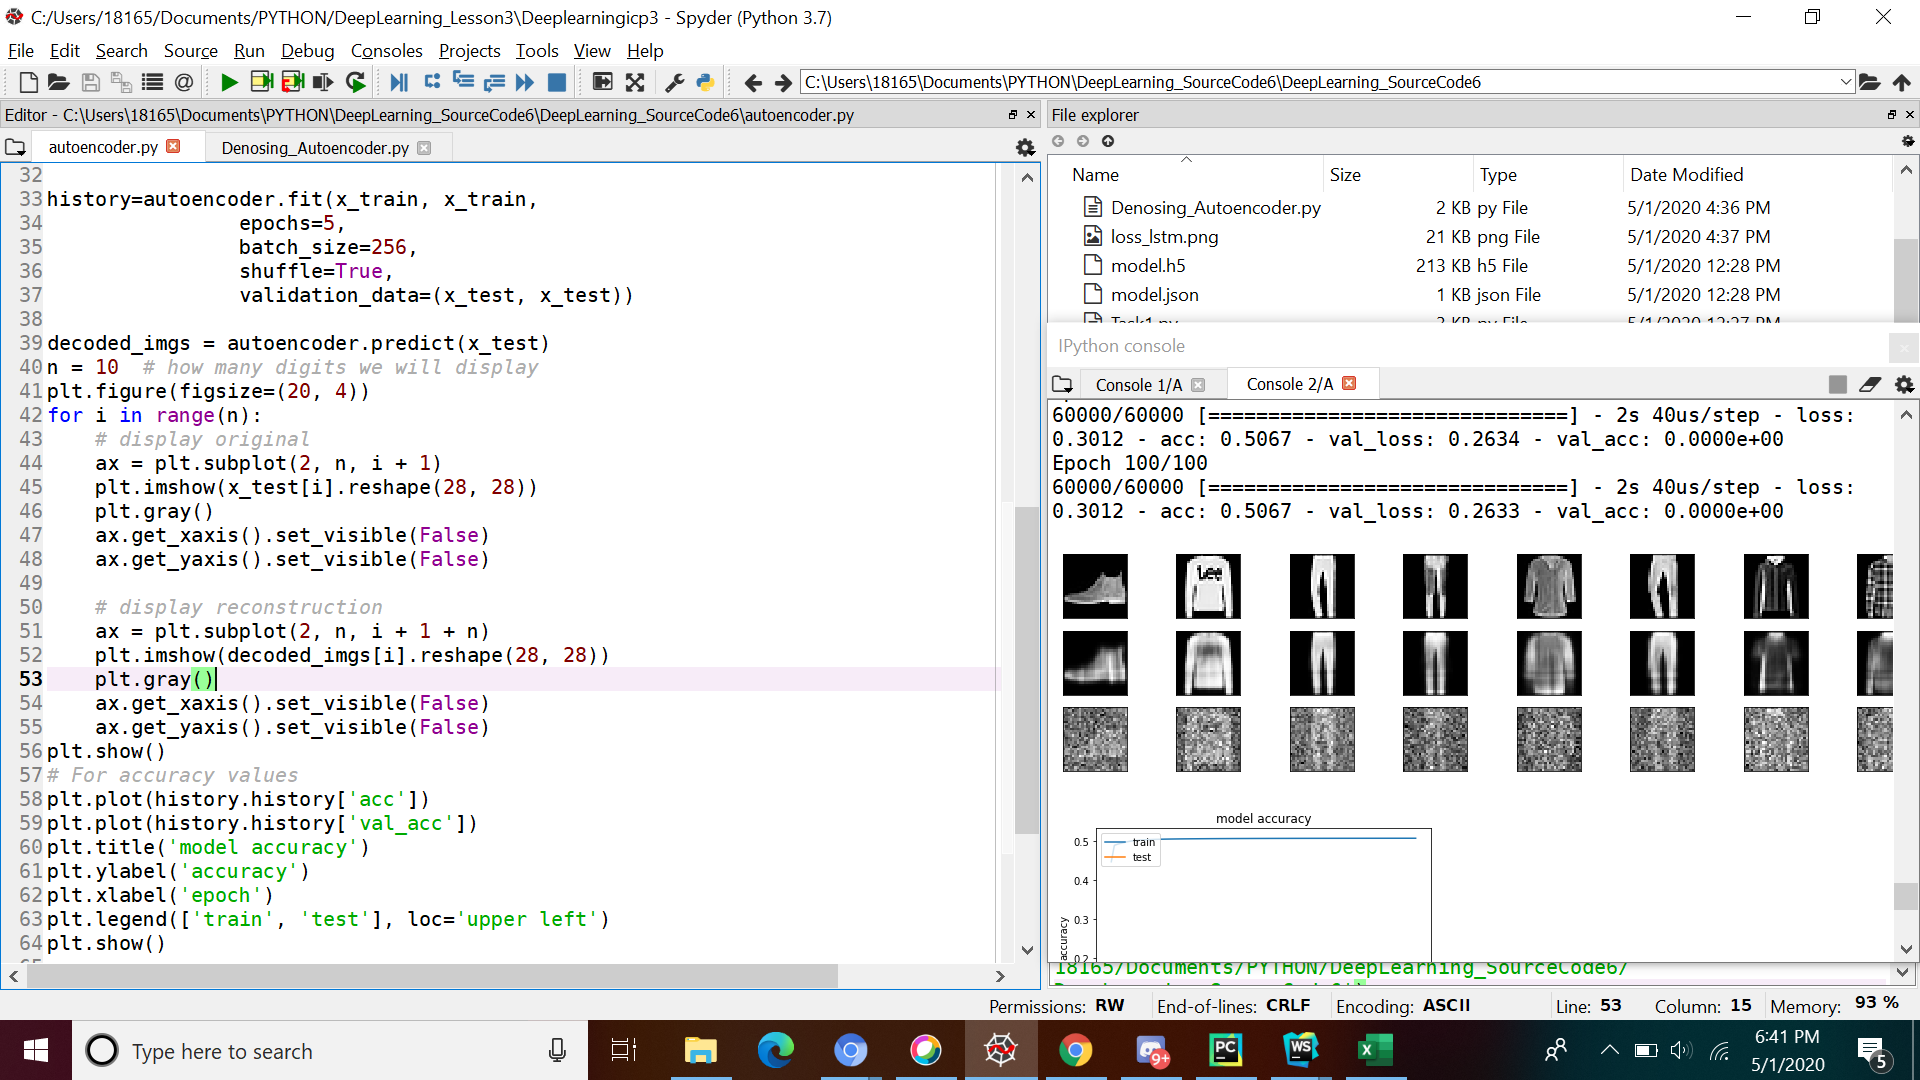 C:/Users/18165/Documents/PYTHON/DeepLearning_Lesson3\Deeplearningicp3 - Spyder (Python 3.7)
File Edit Search Source Run Debug Consoles Projects Tools View Help
C:\Users\18165\Documents\PYTHON\DeepLearning_SourceCode6\DeepLearning_SourceCode6
Editor - C:\Users\18165\Documents\PYTHON\DeepLearning_SourceCode6\DeepLearning_SourceCode6\autoencoder.py
autoencoder.py Denosing_Autoencoder.py
32
33 history=autoencoder.fit(x_train, x_train,
34 epochs=5,
35 batch_size=256,
36 shuffle=True,
37 validation_data=(x_test, x_test))
38
39 decoded_imgs = autoencoder.predict(x_test)
40 n = 10  # how many digits we will display
41 plt.figure(figsize=(20, 4))
42 for i in range(n):
43 # display original
44 ax = plt.subplot(2, n, i + 1)
45 plt.imshow(x_test[i].reshape(28, 28))
46 plt.gray()
47 ax.get_xaxis().set_visible(False)
48 ax.get_yaxis().set_visible(False)
49
50 # display reconstruction
51 ax = plt.subplot(2, n, i + 1 + n)
52 plt.imshow(decoded_imgs[i].reshape(28, 28))
53 plt.gray()
54 ax.get_xaxis().set_visible(False)
55 ax.get_yaxis().set_visible(False)
56 plt.show()
57 # For accuracy values
58 plt.plot(history.history['acc'])
59 plt.plot(history.history['val_acc'])
60 plt.title('model accuracy')
61 plt.ylabel('accuracy')
62 plt.xlabel('epoch')
63 plt.legend(['train', 'test'], loc='upper left')
64 plt.show()
File explorer
Name Size Type Date Modified
Denosing_Autoencoder.py 2 KB py File 5/1/2020 4:36 PM
loss_lstm.png 21 KB png File 5/1/2020 4:37 PM
model.h5 213 KB h5 File 5/1/2020 12:28 PM
model.json 1 KB json File 5/1/2020 12:28 PM
IPython console
Console 1/A Console 2/A
60000/60000 [==============================] - 2s 40us/step - loss:
0.3012 - acc: 0.5067 - val_loss: 0.2634 - val_acc: 0.0000e+00
Epoch 100/100
60000/60000 [==============================] - 2s 40us/step - loss:
0.3012 - acc: 0.5067 - val_loss: 0.2633 - val_acc: 0.0000e+00
Lee
model accuracy
train
test
0.5
0.4
0.3
0.2
accuracy
18165/Documents/PYTHON/DeepLearning_SourceCode6/
Permissions: RW End-of-lines: CRLF Encoding: ASCII Line: 53 Column: 15 Memory: 93 %
Type here to search
9+
PC
WS
X
6:41 PM
5/1/2020
5